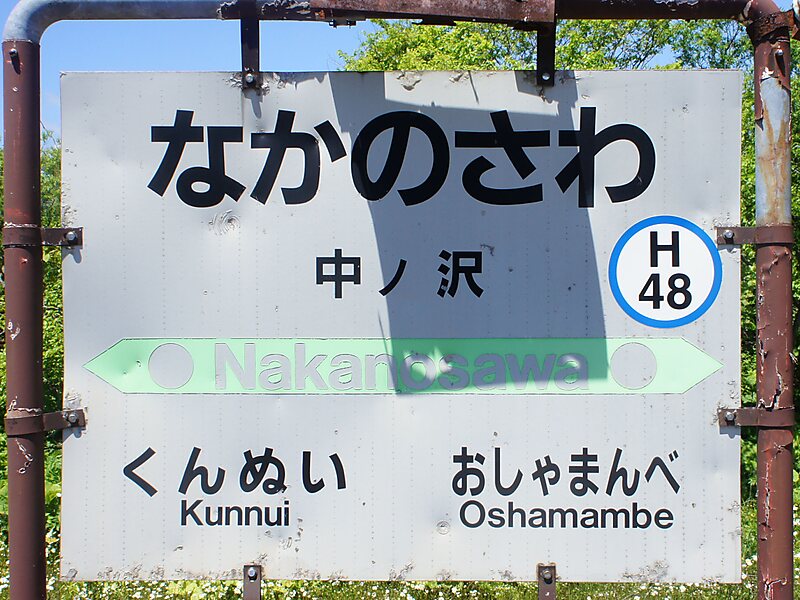 なかのさわ
中ノ沢
H
48
Nakanosawa
くんぬい
Kunnui
おしゃまんべ
Oshamambe